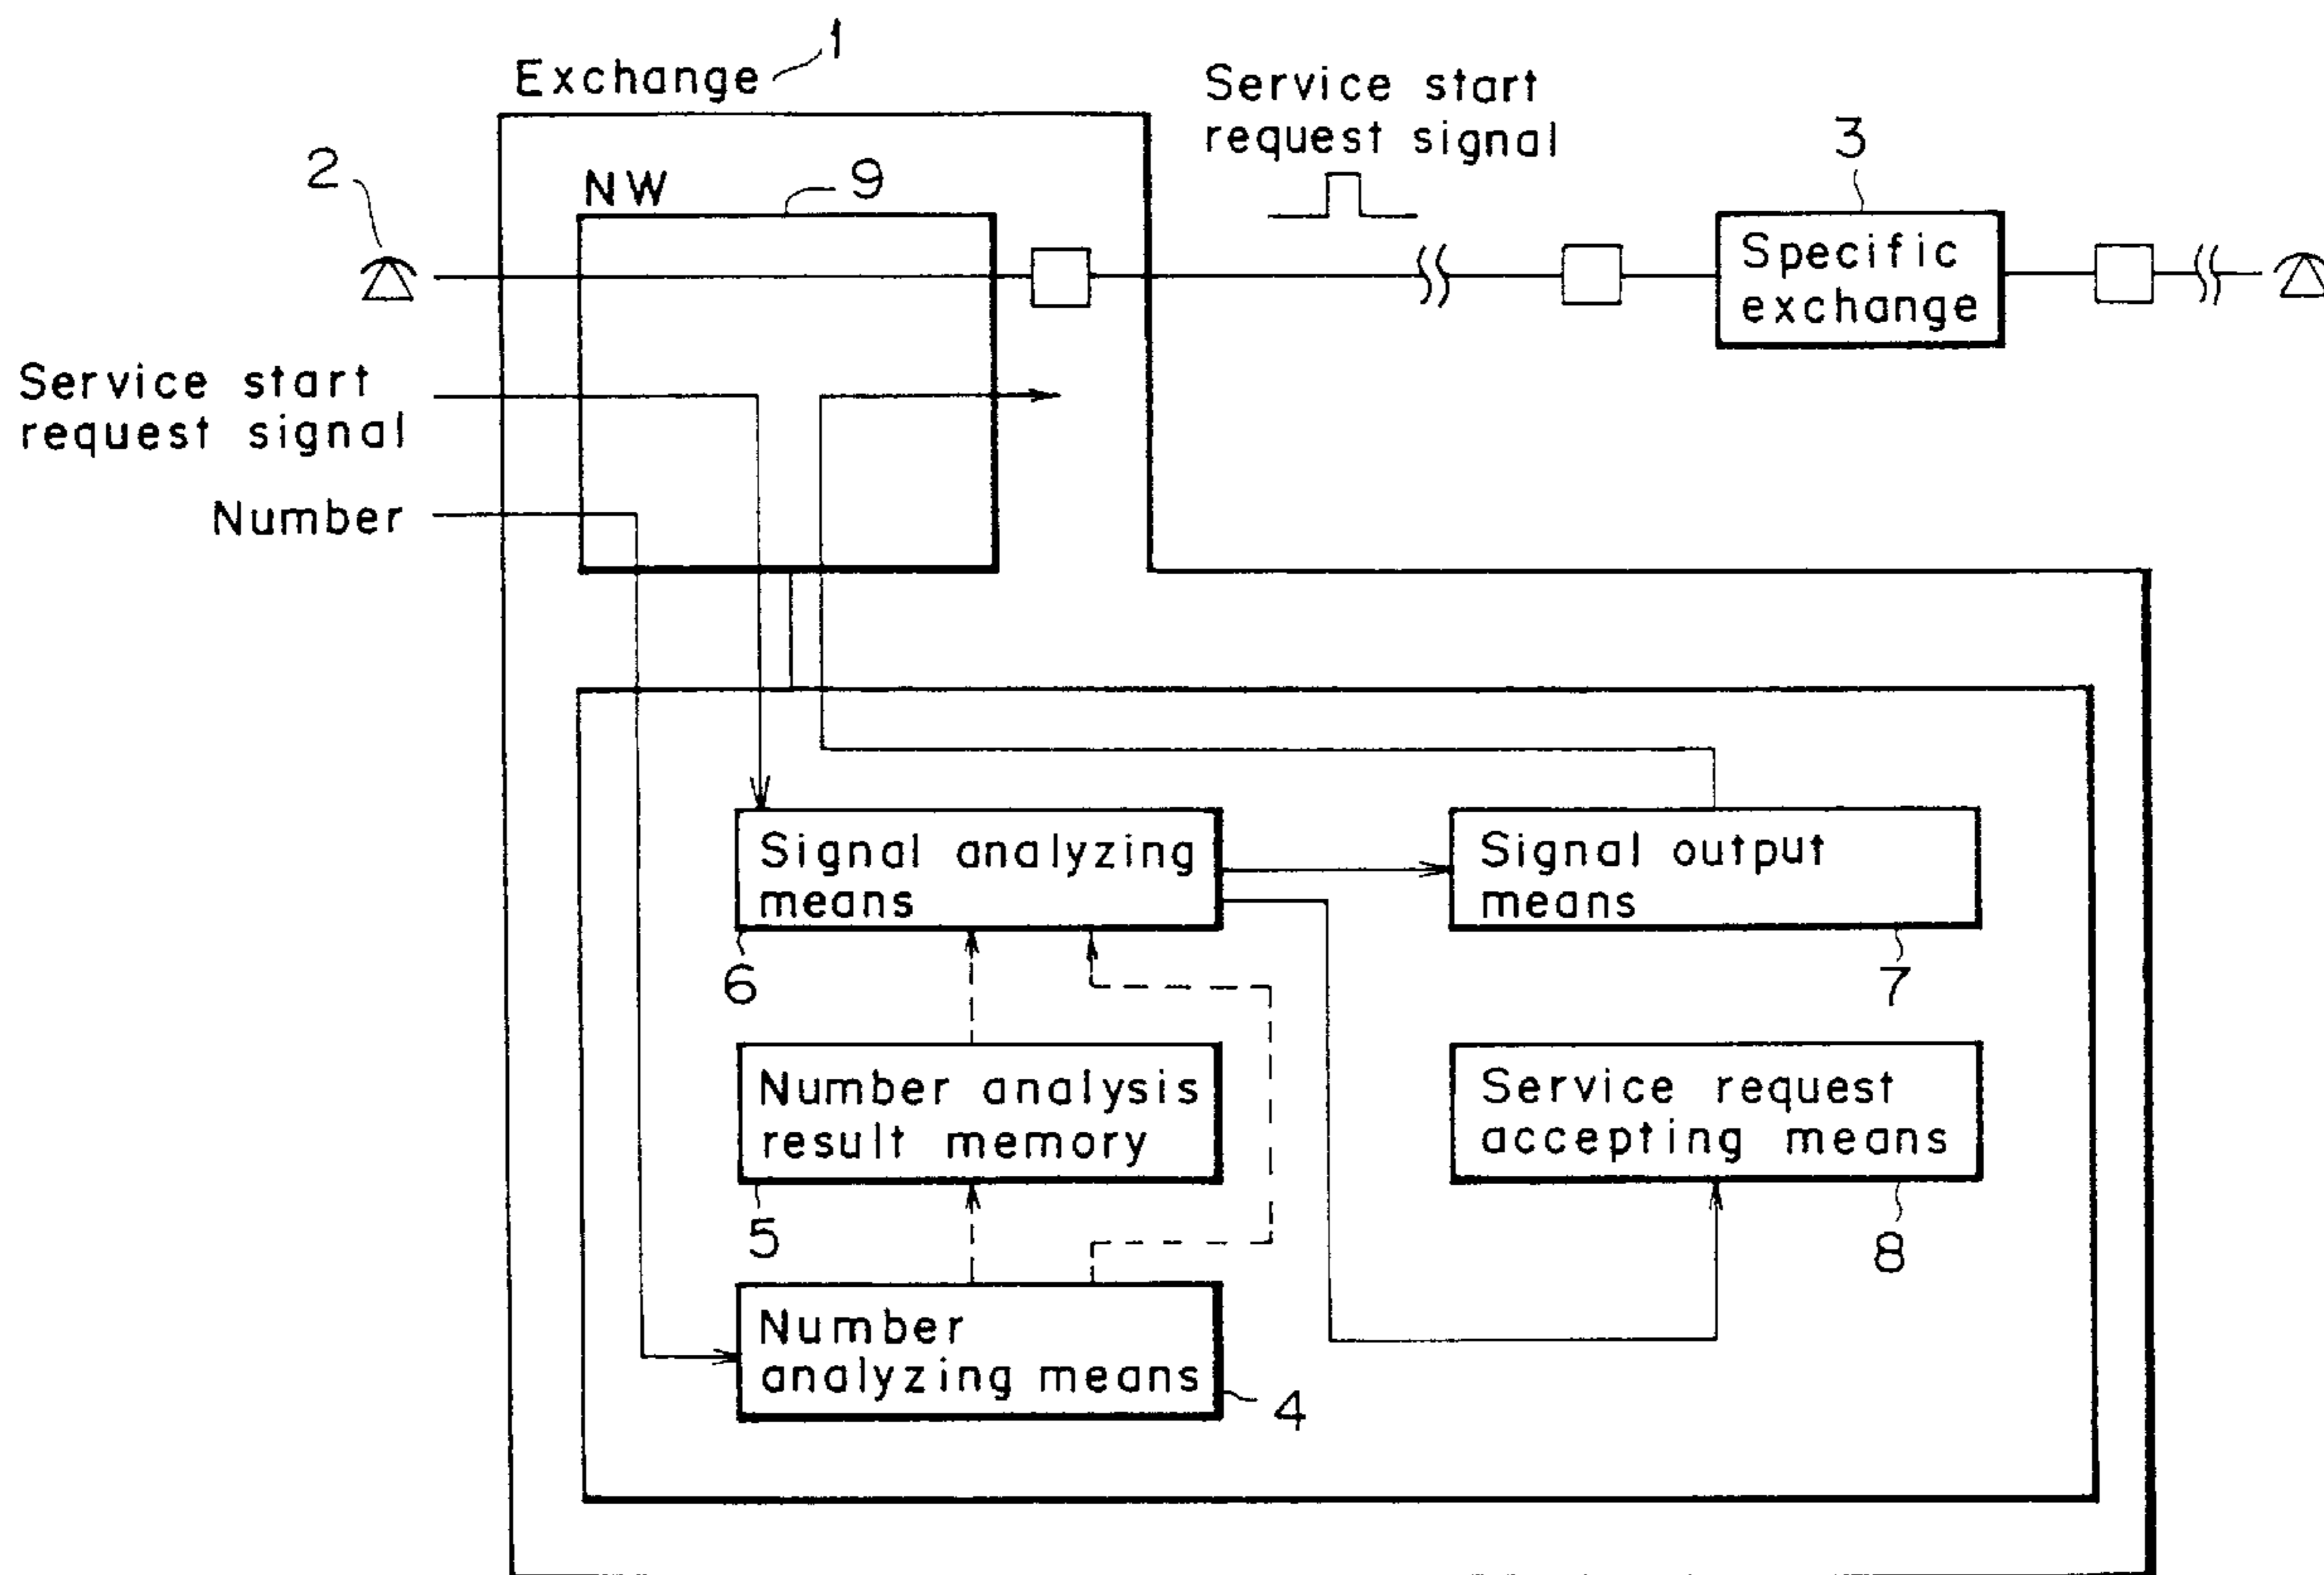 Exchange 1
Service start
request signal
3
2
NW 9
Specific
exchange
Service start
request signal
Number
Signal analyzing
means
6
Signal output
means
7
Number analysis
result memory
5
Service request
accepting means
8
Number
analyzing means
4